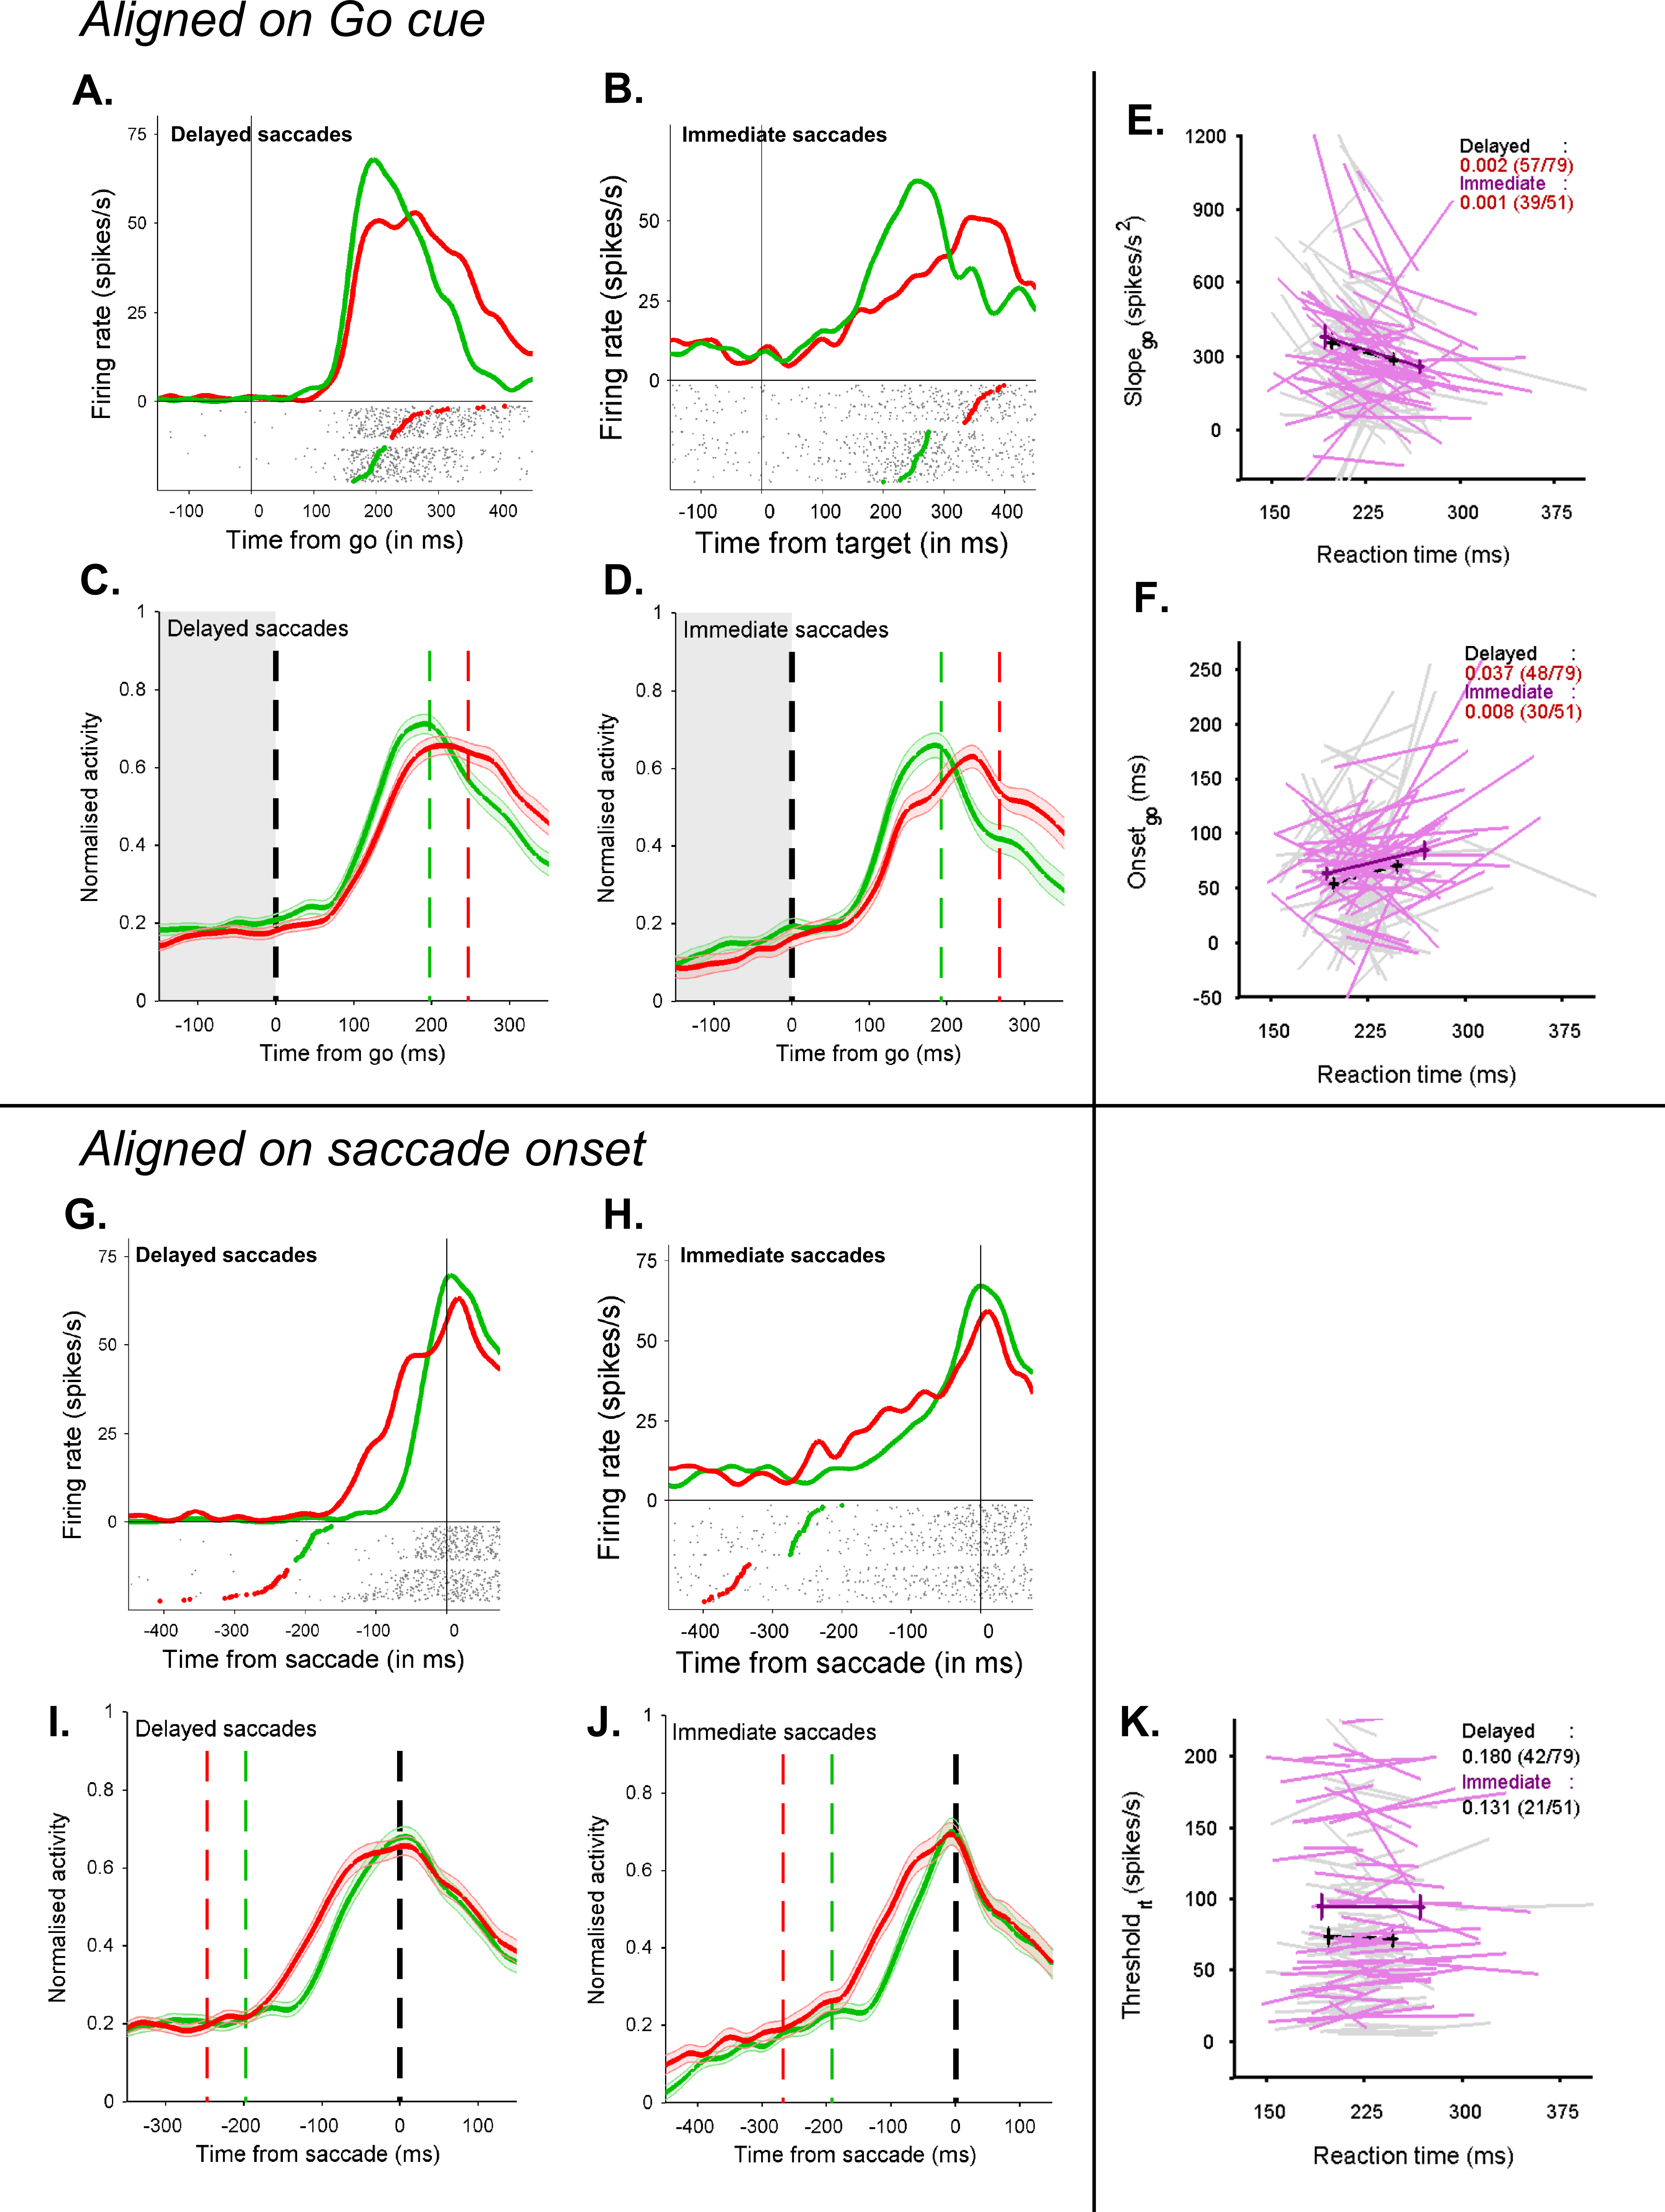 Aligned on Go cue
A.
Delayed saccades
75
50
25
0
Firing rate (spikes/s)
-100 0 100 200 300 400
Time from go (in ms)
B.
Immediate saccades
50
25
0
Firing rate (spikes/s)
-100 0 100 200 300 400
Time from target (in ms)
C.
Delayed saccades
1
0.8
0.6
0.4
0.2
0
Normalised activity
-100 0 100 200 300
Time from go (ms)
D.
Immediate saccades
1
0.8
0.6
0.4
0.2
0
Normalised activity
-100 0 100 200 300
Time from go (ms)
E.
1200
900
600
300
0
Slope go (spikes/s 2)
Delayed :
0.002 (57/79)
Immediate :
0.001 (39/51)
150 225 300 375
Reaction time (ms)
F.
250
200
150
100
50
0
-50
Onset go (ms)
Delayed :
0.037 (48/79)
Immediate :
0.008 (30/51)
150 225 300 375
Reaction time (ms)
Aligned on saccade onset
G.
Delayed saccades
75
50
25
0
Firing rate (spikes/s)
-400 -300 -200 -100 0
Time from saccade (in ms)
H.
Immediate saccades
75
50
25
0
Firing rate (spikes/s)
-400 -300 -200 -100 0
Time from saccade (in ms)
I.
Delayed saccades
1
0.8
0.6
0.4
0.2
0
Normalised activity
-300 -200 -100 0 100
Time from saccade (ms)
J.
Immediate saccades
1
0.8
0.6
0.4
0.2
0
Normalised activity
-400 -300 -200 -100 0 100
Time from saccade (ms)
K.
200
150
100
50
0
Threshold rt (spikes/s)
Delayed :
0.180 (42/79)
Immediate :
0.131 (21/51)
150 225 300 375
Reaction time (ms)